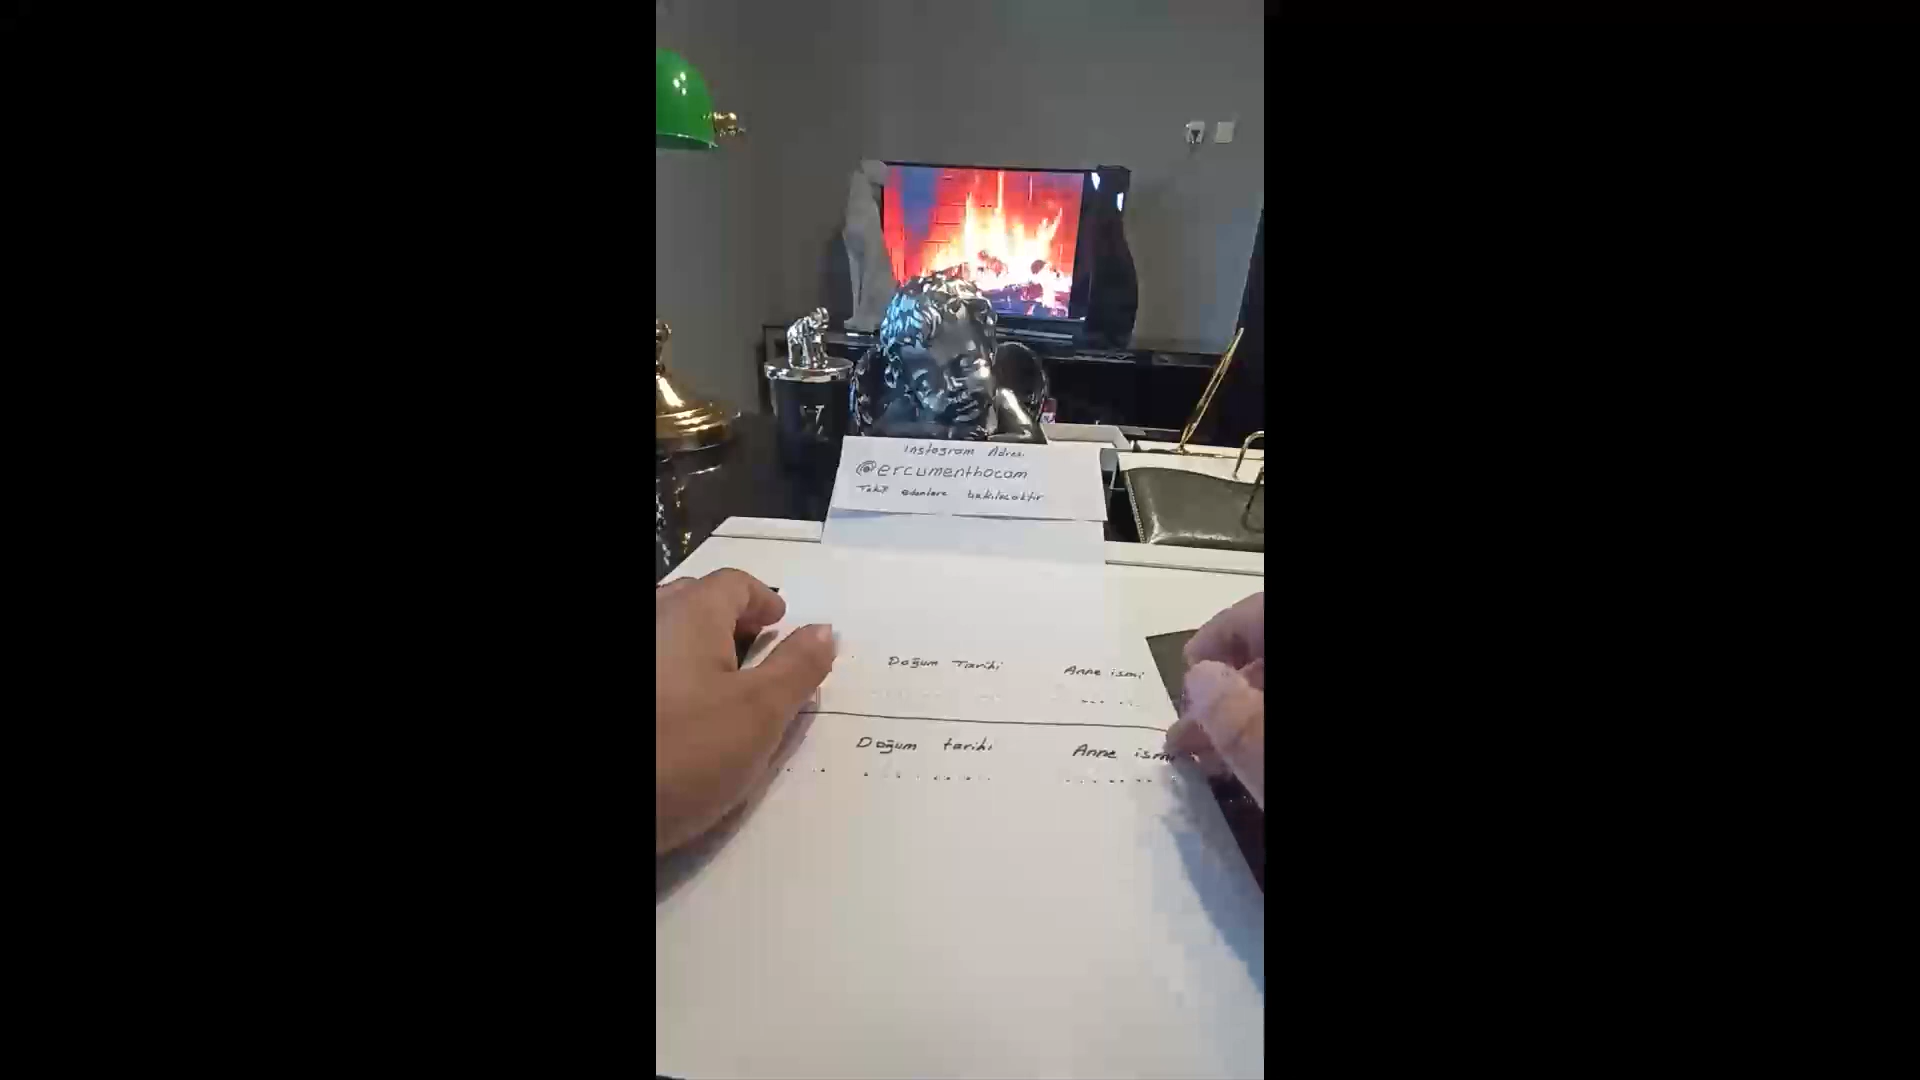 Instagram Adresi
@ercumenthocam
Takip edenlere bakılacaktır
Doğum Tarihi Anne ismi
Doğum tarihi Anne ismi